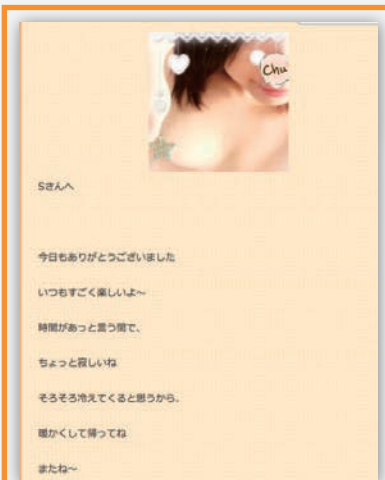 Chu
Sさんへ
今日もありがとうございました
いつもすごく楽しいよ～
時間があっと言う間で、
ちょっと寂しいね
そろそろ冷えてくると思うから、
暖かくして帰ってね
またね～